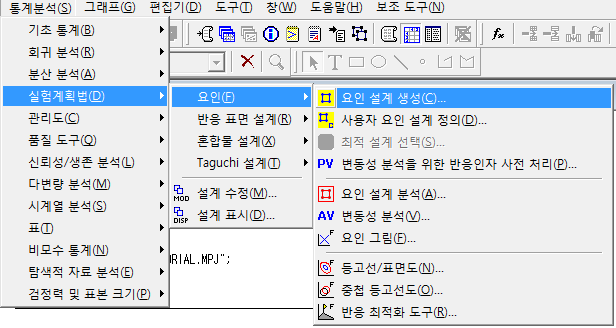 통계분석(S) 그래프(G) 편집기(D) 도구(T) 창(W) 도움말(H) 보조 도구(N)
기초 통계(B)
회귀 분석(R)
분산 분석(A)
실험계획법(D)
관리도(C)
품질 도구(Q)
신뢰성/생존 분석(L)
다변량 분석(M)
시계열 분석(S)
표(T)
비모수 통계(N)
탐색적 자료 분석(E)
검정력 및 표본 크기(P)
요인(F)
반응 표면 설계(R)
혼합물 설계(X)
Taguchi 설계(T)
MOD 설계 수정(M)...
DISP 설계 표시(D)...
요인 설계 생성(C)...
사용자 요인 설계 정의(D)...
최적 설계 선택(S)...
PV 변동성 분석을 위한 반응인자 사전 처리(P)...
요인 설계 분석(A)...
AV 변동성 분석(V)...
요인 그림(F)...
등고선/표면도(N)...
중첩 등고선도(O)...
반응 최적화 도구(R)...
RIAL.MPJ";